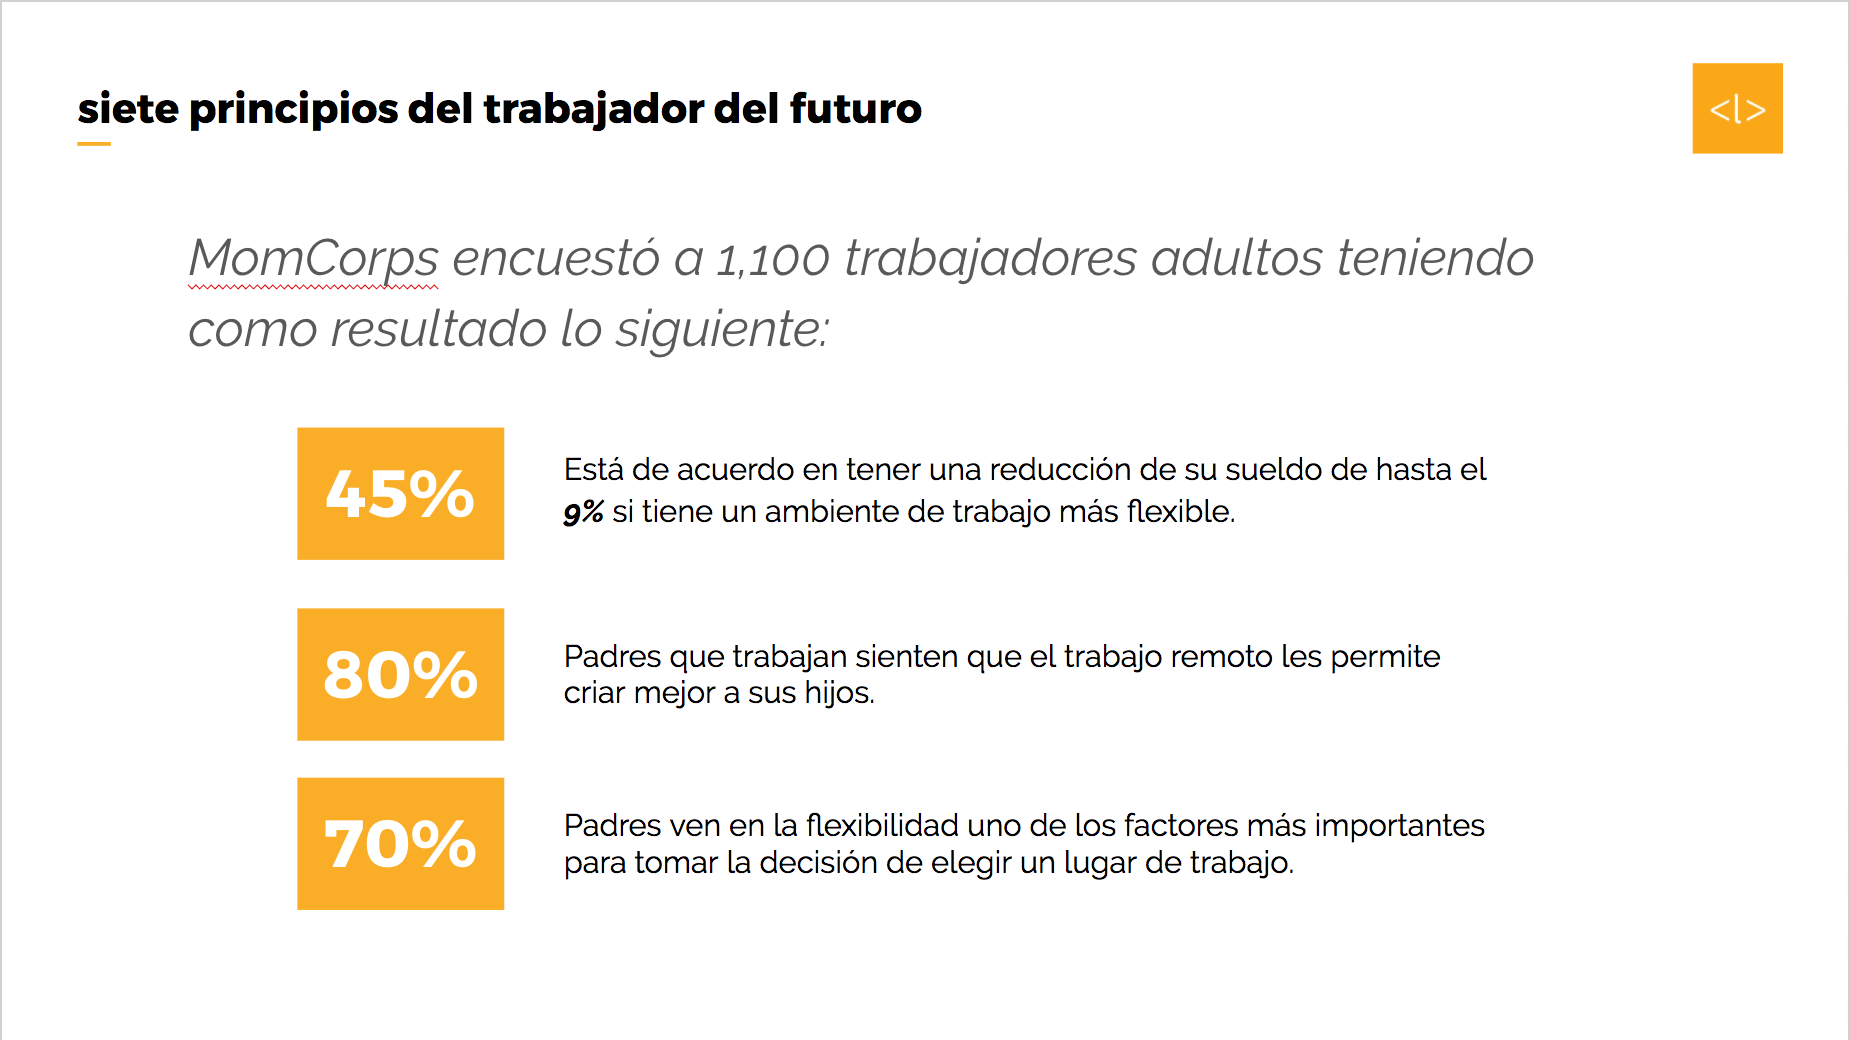 siete principios del trabajador del futuro
<l>
MomCorps encuestó a 1,100 trabajadores adultos teniendo
como resultado lo siguiente:
45%
Está de acuerdo en tener una reducción de su sueldo de hasta el
9% si tiene un ambiente de trabajo más flexible.
80%
Padres que trabajan sienten que el trabajo remoto les permite
criar mejor a sus hijos.
70%
Padres ven en la flexibilidad uno de los factores más importantes
para tomar la decisión de elegir un lugar de trabajo.